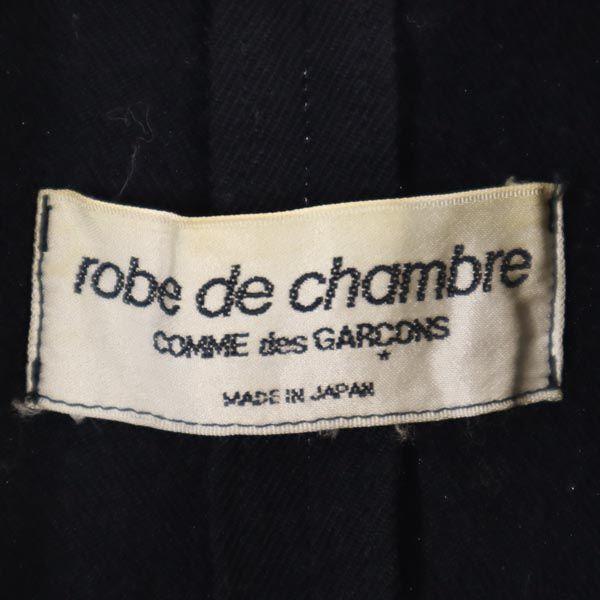 robe de chambre
COMME des GARÇONS
MADE IN JAPAN